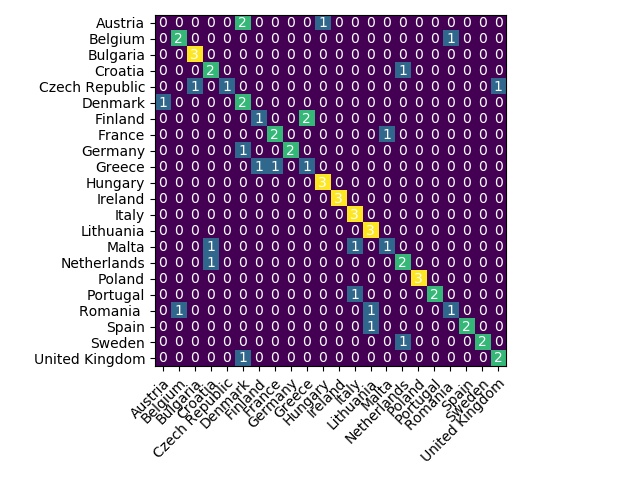 Austria 0 0 0 0 0 2 0 0 0 0 1 0 0 0 0 0 0 0 0 0 0 0
Belgium 0 2 0 0 0 0 0 0 0 0 0 0 0 0 0 0 0 0 1 0 0 0
Bulgaria 0 0 3 0 0 0 0 0 0 0 0 0 0 0 0 0 0 0 0 0 0 0
Croatia 0 0 0 2 0 0 0 0 0 0 0 0 0 0 0 1 0 0 0 0 0 0
Czech Republic 0 0 1 0 1 0 0 0 0 0 0 0 0 0 0 0 0 0 0 0 0 1
Denmark 1 0 0 0 0 2 0 0 0 0 0 0 0 0 0 0 0 0 0 0 0 0
Finland 0 0 0 0 0 0 1 0 0 2 0 0 0 0 0 0 0 0 0 0 0 0
France 0 0 0 0 0 0 0 2 0 0 0 0 0 0 1 0 0 0 0 0 0 0
Germany 0 0 0 0 0 1 0 0 2 0 0 0 0 0 0 0 0 0 0 0 0 0
Greece 0 0 0 0 0 0 1 1 0 1 0 0 0 0 0 0 0 0 0 0 0 0
Hungary 0 0 0 0 0 0 0 0 0 0 3 0 0 0 0 0 0 0 0 0 0 0
Ireland 0 0 0 0 0 0 0 0 0 0 0 3 0 0 0 0 0 0 0 0 0 0
Italy 0 0 0 0 0 0 0 0 0 0 0 0 3 0 0 0 0 0 0 0 0 0
Lithuania 0 0 0 0 0 0 0 0 0 0 0 0 0 3 0 0 0 0 0 0 0 0
Malta 0 0 0 1 0 0 0 0 0 0 0 0 1 0 1 0 0 0 0 0 0 0
Netherlands 0 0 0 1 0 0 0 0 0 0 0 0 0 0 0 2 0 0 0 0 0 0
Poland 0 0 0 0 0 0 0 0 0 0 0 0 0 0 0 0 3 0 0 0 0 0
Portugal 0 0 0 0 0 0 0 0 0 0 0 0 1 0 0 0 0 2 0 0 0 0
Romania 0 1 0 0 0 0 0 0 0 0 0 0 0 1 0 0 0 0 1 0 0 0
Spain 0 0 0 0 0 0 0 0 0 0 0 0 0 1 0 0 0 0 0 2 0 0
Sweden 0 0 0 0 0 0 0 0 0 0 0 0 0 0 0 1 0 0 0 0 2 0
United Kingdom 0 0 0 0 0 1 0 0 0 0 0 0 0 0 0 0 0 0 0 0 0 2
Austria
Belgium
Bulgaria
Croatia
Czech Republic
Denmark
Finland
France
Germany
Greece
Hungary
Ireland
Italy
Lithuania
Malta
Netherlands
Poland
Portugal
Romania
Spain
Sweden
United Kingdom